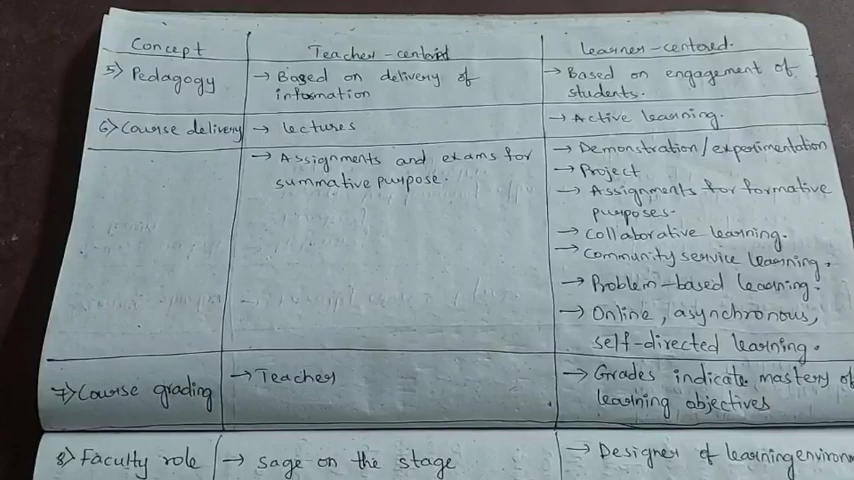 Concept Teacher-centered Learner-centered.
5) Pedagogy → Based on delivery of → Based on engagement of
information students.
6) Course delivery → lectures → Active learning.
→ Assignments and exams for → Demonstration/experimentation
summative purpose. → Project
→ Assignments for formative
purposes.
→ Collaborative learning.
→ Community service learning.
→ Problem-based learning.
→ Online, asynchronous,
self-directed learning.
7) Course grading → Teacher → Grades indicate mastery of
learning objectives
8) Faculty role → Sage on the stage → Designer of learning